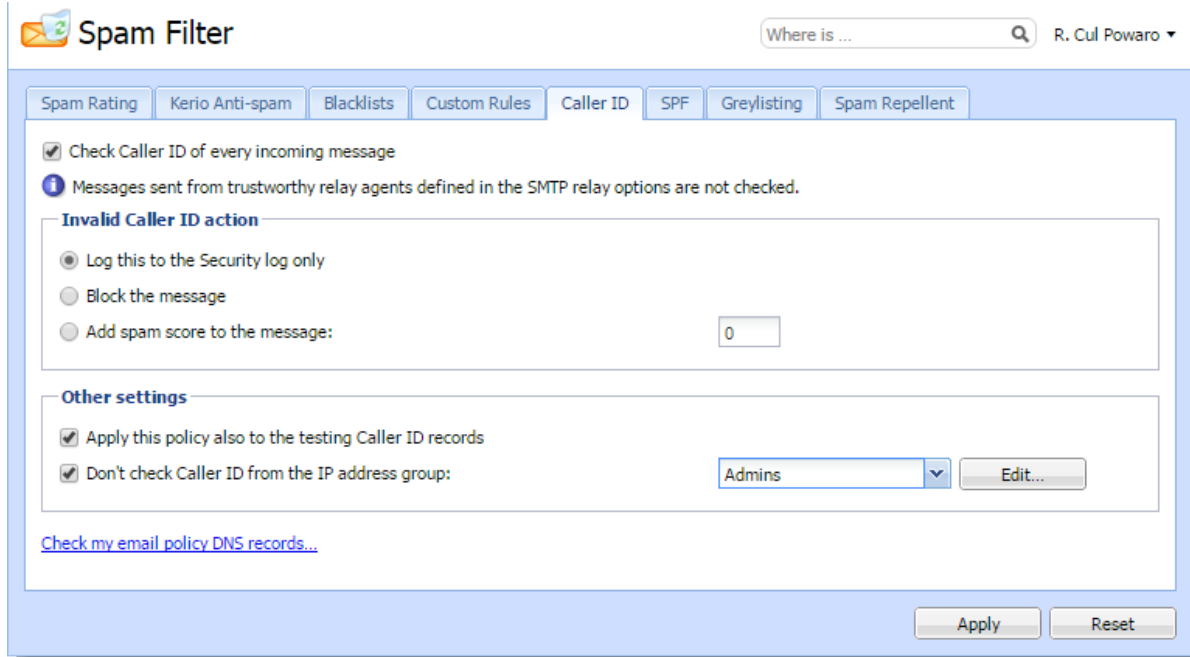 Spam Filter
Where is ...
R. Cul Powaro
Spam Rating
Kerio Anti-spam
Blacklists
Custom Rules
Caller ID
SPF
Greylisting
Spam Repellent
Check Caller ID of every incoming message
Messages sent from trustworthy relay agents defined in the SMTP relay options are not checked.
Invalid Caller ID action
Log this to the Security log only
Block the message
Add spam score to the message:
0
Other settings
Apply this policy also to the testing Caller ID records
Don't check Caller ID from the IP address group:
Admins
Edit...
Check my email policy DNS records...
Apply
Reset